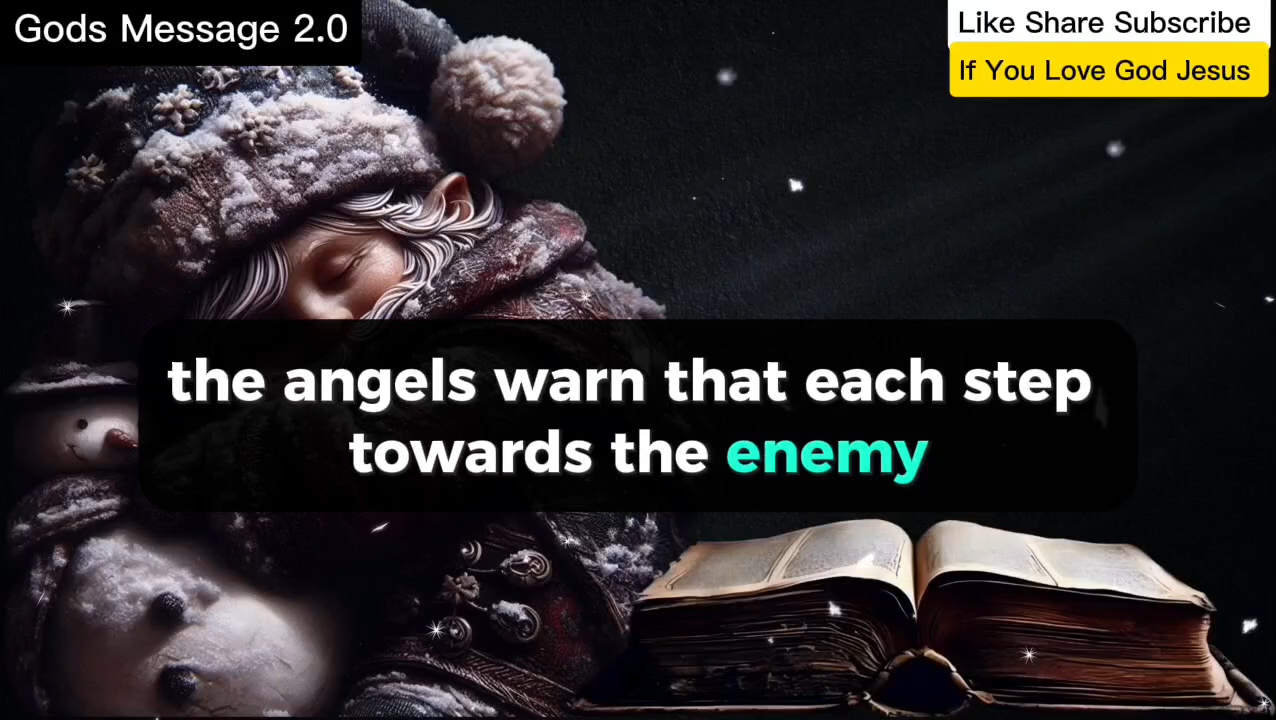 Gods Message 2.0
Like Share Subscribe
If You Love God Jesus
the angels warn that each step
towards the enemy